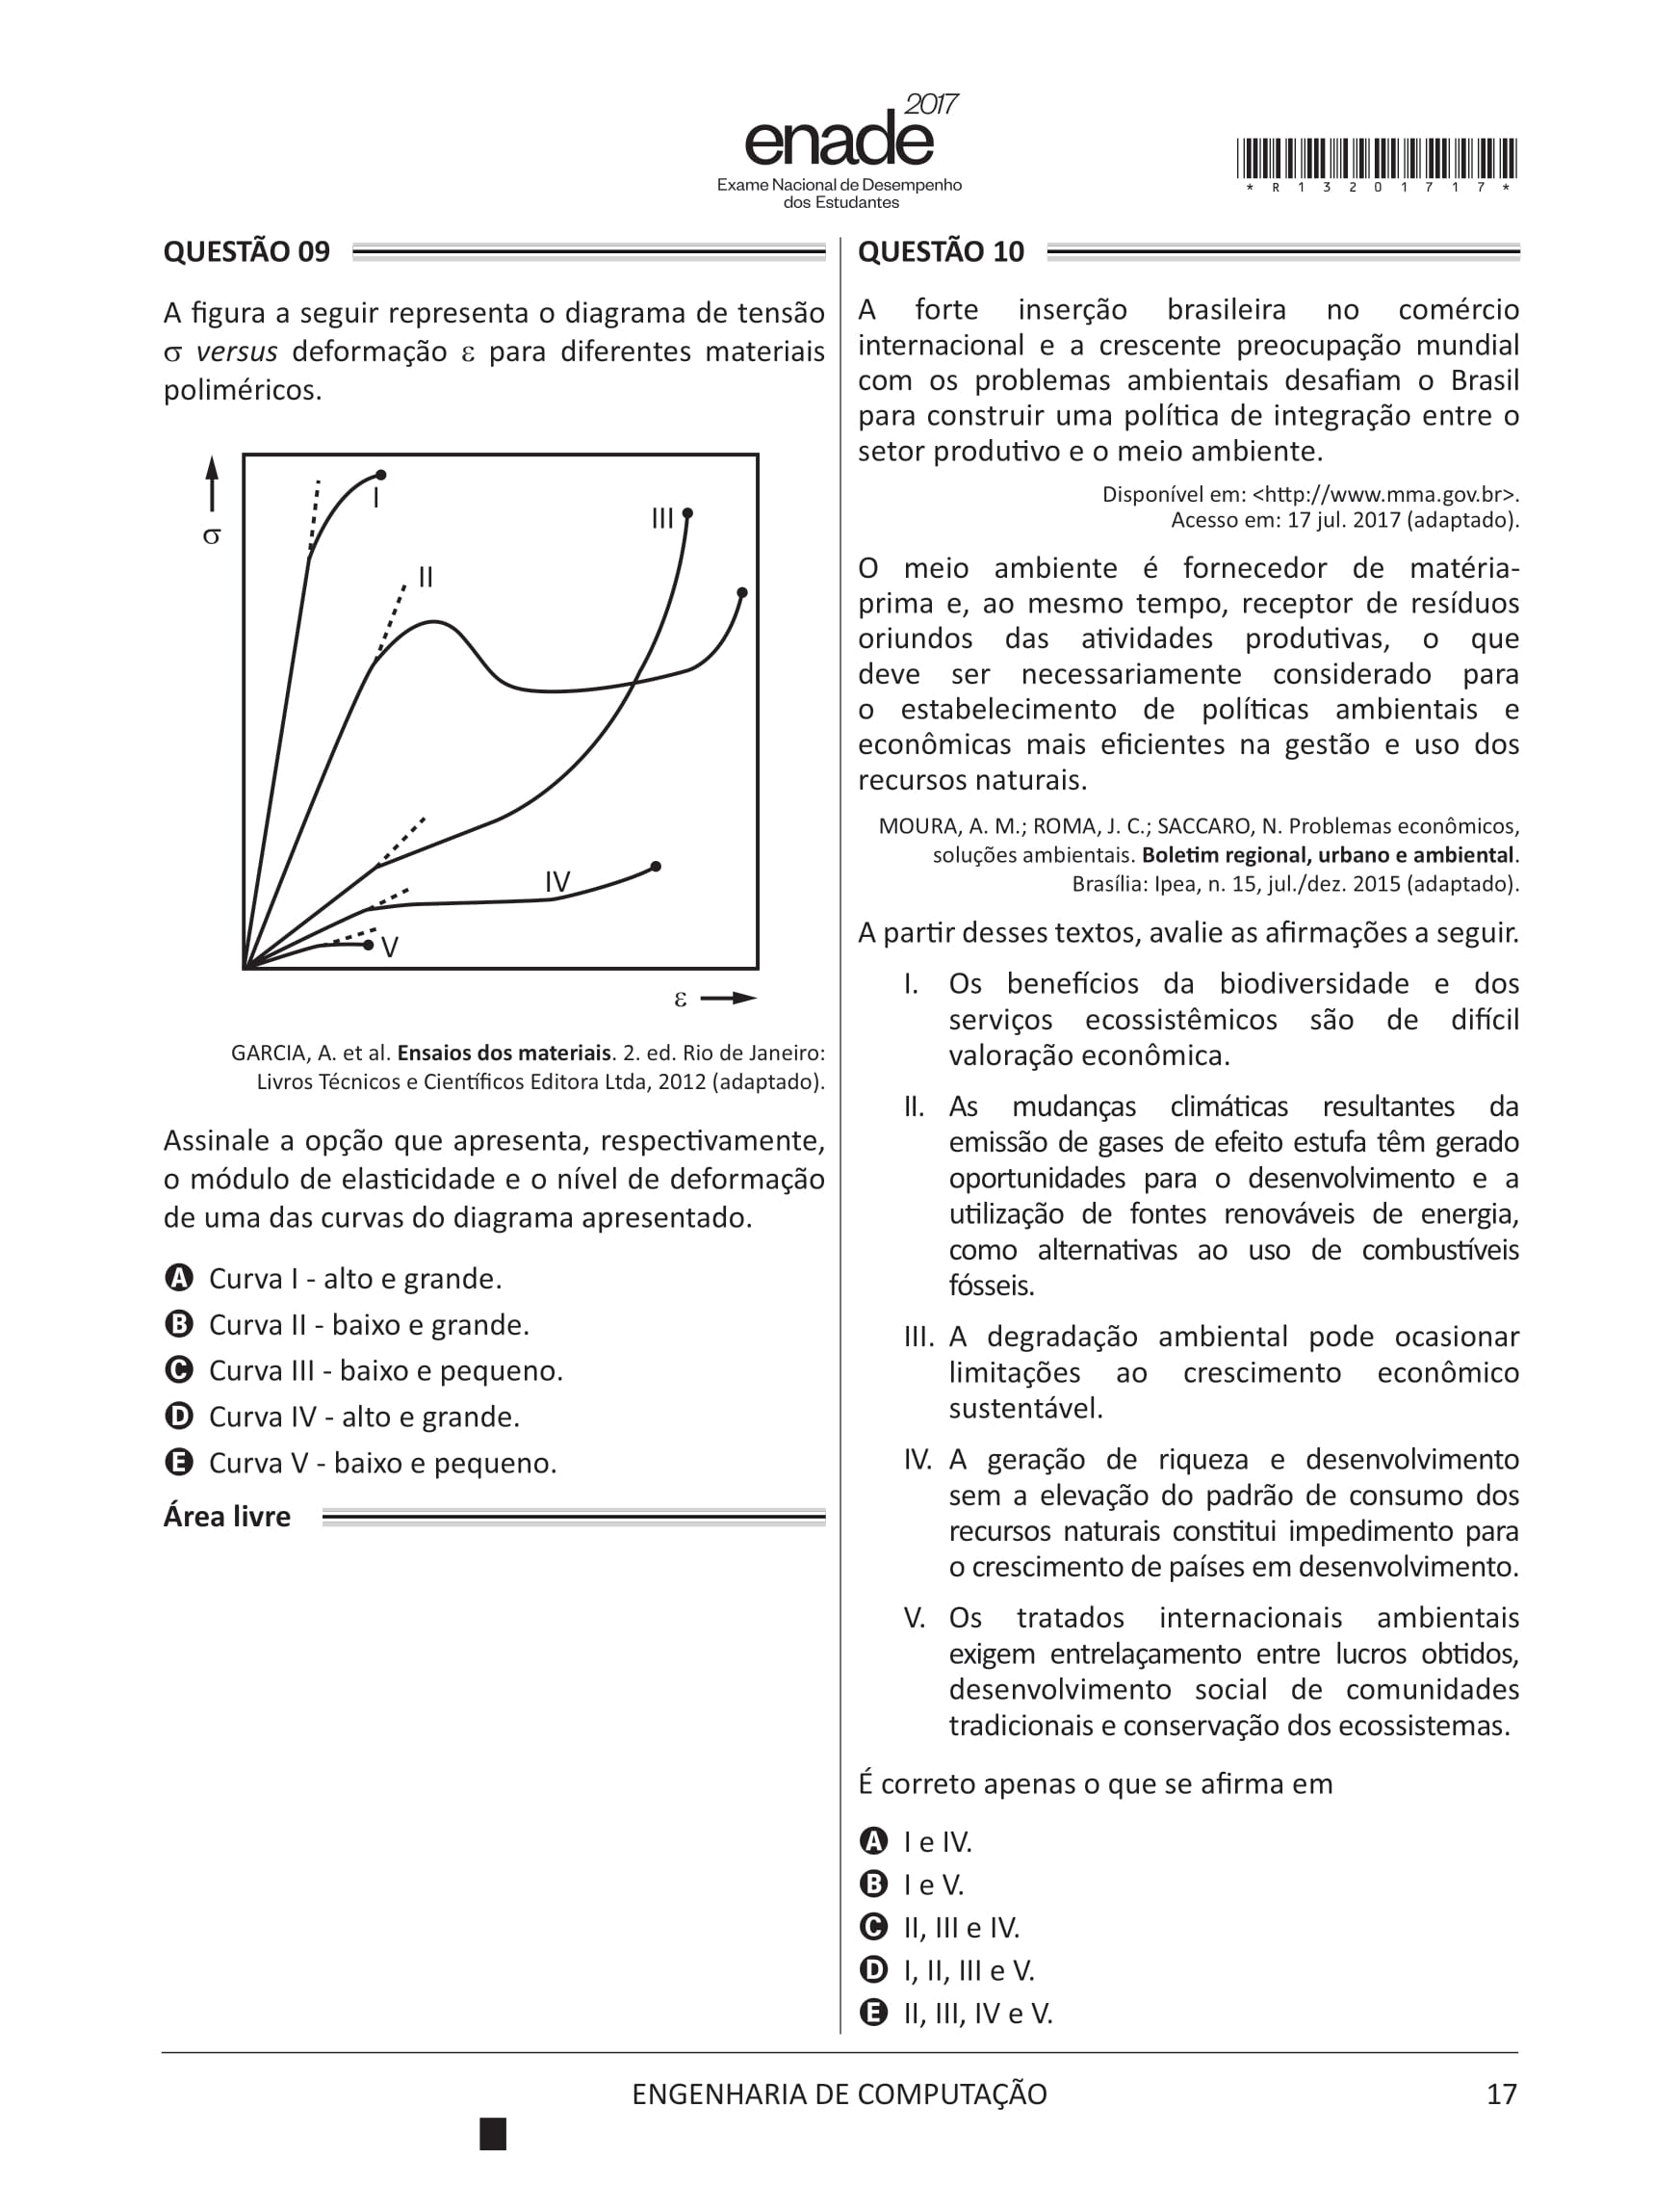 2017
enade
Exame Nacional de Desempenho
dos Estudantes
* R 1 3 2 0 1 7 1 7 *
QUESTÃO 09
A figura a seguir representa o diagrama de tensão
σ versus deformação ε para diferentes materiais
poliméricos.
σ
I
II
III
IV
V
ε
GARCIA, A. et al. Ensaios dos materiais. 2. ed. Rio de Janeiro:
Livros Técnicos e Científicos Editora Ltda, 2012 (adaptado).
Assinale a opção que apresenta, respectivamente,
o módulo de elasticidade e o nível de deformação
de uma das curvas do diagrama apresentado.
A Curva I - alto e grande.
B Curva II - baixo e grande.
C Curva III - baixo e pequeno.
D Curva IV - alto e grande.
E Curva V - baixo e pequeno.
Área livre
QUESTÃO 10
A forte inserção brasileira no comércio
internacional e a crescente preocupação mundial
com os problemas ambientais desafiam o Brasil
para construir uma política de integração entre o
setor produtivo e o meio ambiente.
Disponível em: <http://www.mma.gov.br>.
Acesso em: 17 jul. 2017 (adaptado).
O meio ambiente é fornecedor de matéria-
prima e, ao mesmo tempo, receptor de resíduos
oriundos das atividades produtivas, o que
deve ser necessariamente considerado para
o estabelecimento de políticas ambientais e
econômicas mais eficientes na gestão e uso dos
recursos naturais.
MOURA, A. M.; ROMA, J. C.; SACCARO, N. Problemas econômicos,
soluções ambientais. Boletim regional, urbano e ambiental.
Brasília: Ipea, n. 15, jul./dez. 2015 (adaptado).
A partir desses textos, avalie as afirmações a seguir.
I. Os benefícios da biodiversidade e dos
serviços ecossistêmicos são de difícil
valoração econômica.
II. As mudanças climáticas resultantes da
emissão de gases de efeito estufa têm gerado
oportunidades para o desenvolvimento e a
utilização de fontes renováveis de energia,
como alternativas ao uso de combustíveis
fósseis.
III. A degradação ambiental pode ocasionar
limitações ao crescimento econômico
sustentável.
IV. A geração de riqueza e desenvolvimento
sem a elevação do padrão de consumo dos
recursos naturais constitui impedimento para
o crescimento de países em desenvolvimento.
V. Os tratados internacionais ambientais
exigem entrelaçamento entre lucros obtidos,
desenvolvimento social de comunidades
tradicionais e conservação dos ecossistemas.
É correto apenas o que se afirma em
A I e IV.
B I e V.
C II, III e IV.
D I, II, III e V.
E II, III, IV e V.
ENGENHARIA DE COMPUTAÇÃO
17